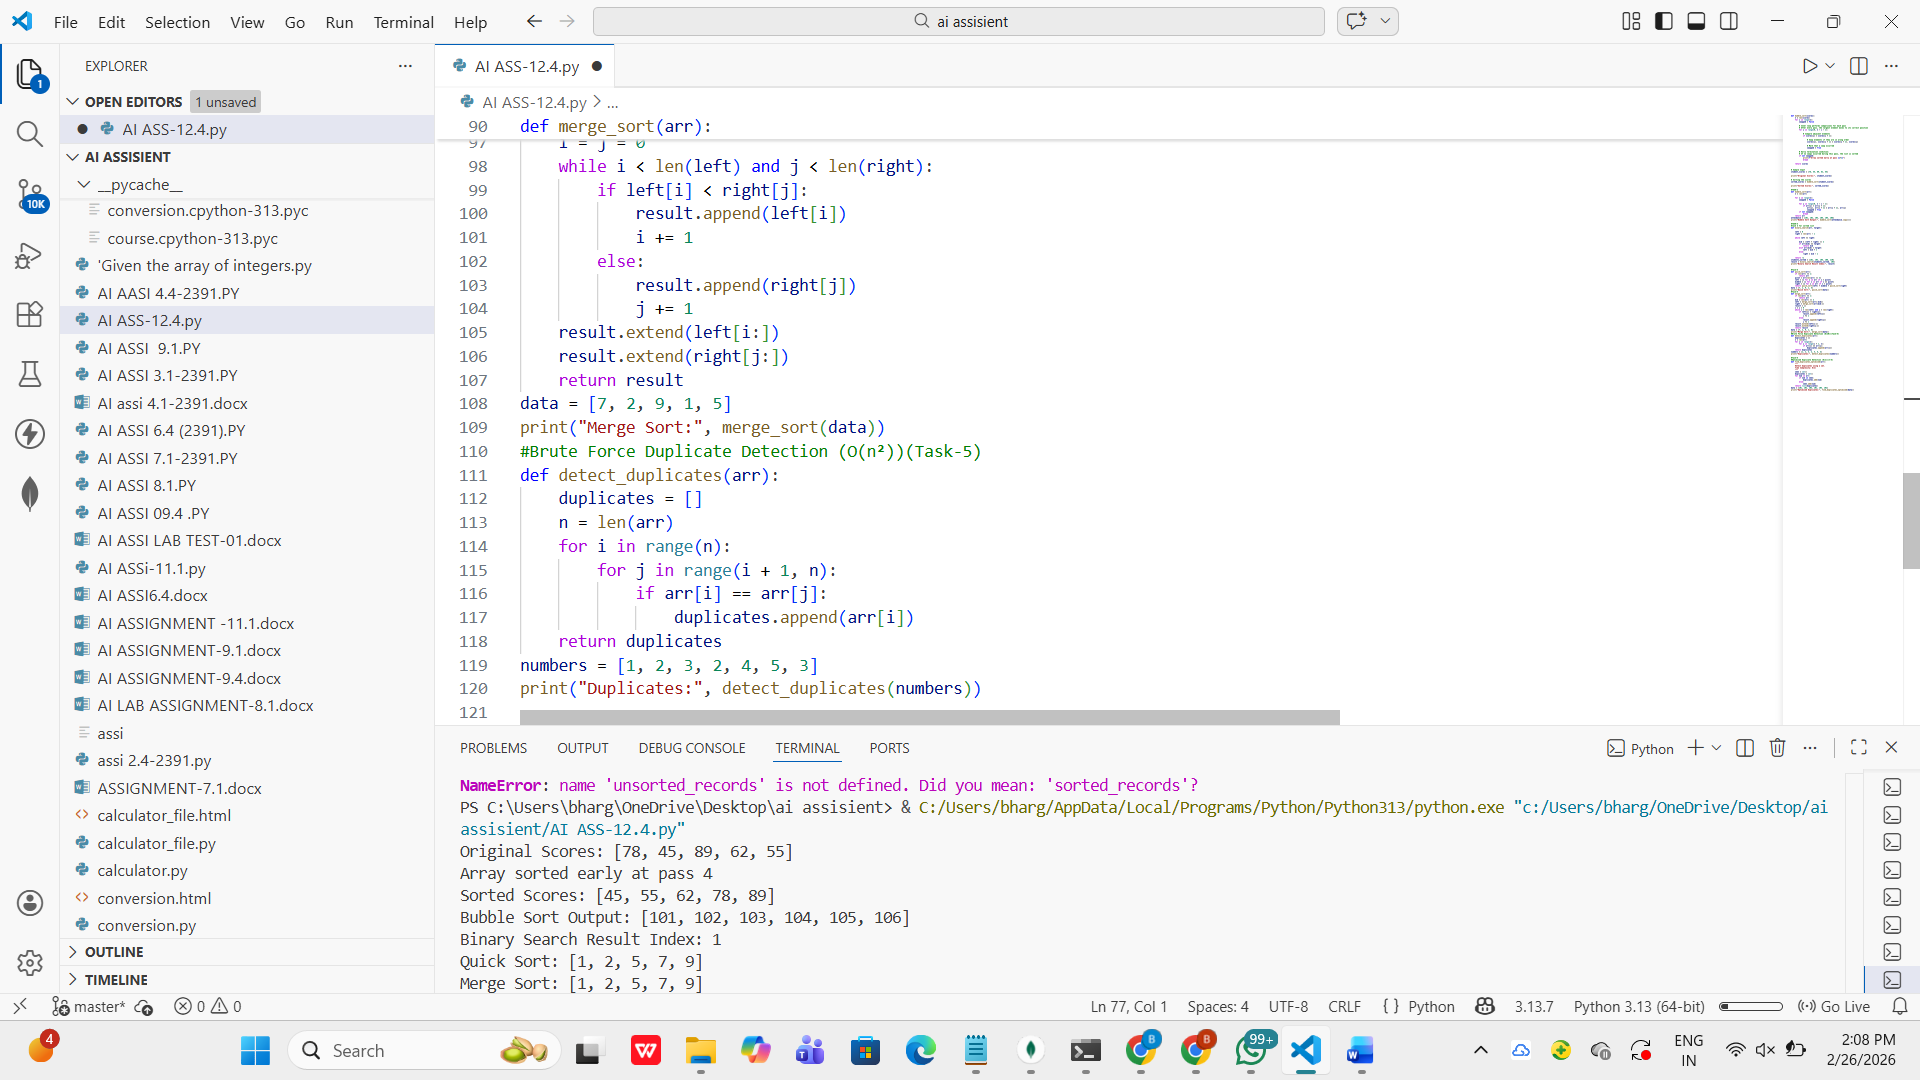 File Edit Selection View Go Run Terminal Help
ai assisient
EXPLORER
OPEN EDITORS 1 unsaved
AI ASS-12.4.py
AI ASSISIENT
__pycache__
conversion.cpython-313.pyc
course.cpython-313.pyc
'Given the array of integers.py
AI AASI 4.4-2391.PY
AI ASS-12.4.py
AI ASSI  9.1.PY
AI ASSI 3.1-2391.PY
AI assi 4.1-2391.docx
AI ASSI 6.4 (2391).PY
AI ASSI 7.1-2391.PY
AI ASSI 8.1.PY
AI ASSI 09.4 .PY
AI ASSI LAB TEST-01.docx
AI ASSi-11.1.py
AI ASSI6.4.docx
AI ASSIGNMENT -11.1.docx
AI ASSIGNMENT-9.1.docx
AI ASSIGNMENT-9.4.docx
AI LAB ASSIGNMENT-8.1.docx
assi
assi 2.4-2391.py
ASSIGNMENT-7.1.docx
calculator_file.html
calculator_file.py
calculator.py
conversion.html
conversion.py
OUTLINE
TIMELINE
1
10K
AI ASS-12.4.py
AI ASS-12.4.py > ...
90 def merge_sort(arr):
97 i = j = 0
98 while i < len(left) and j < len(right):
99 if left[i] < right[j]:
100 result.append(left[i])
101 i += 1
102 else:
103 result.append(right[j])
104 j += 1
105 result.extend(left[i:])
106 result.extend(right[j:])
107 return result
108 data = [7, 2, 9, 1, 5]
109 print("Merge Sort:", merge_sort(data))
110 #Brute Force Duplicate Detection (O(n²))(Task-5)
111 def detect_duplicates(arr):
112 duplicates = []
113 n = len(arr)
114 for i in range(n):
115 for j in range(i + 1, n):
116 if arr[i] == arr[j]:
117 duplicates.append(arr[i])
118 return duplicates
119 numbers = [1, 2, 3, 2, 4, 5, 3]
120 print("Duplicates:", detect_duplicates(numbers))
121
PROBLEMS OUTPUT DEBUG CONSOLE TERMINAL PORTS
Python
NameError: name 'unsorted_records' is not defined. Did you mean: 'sorted_records'?
PS C:\Users\bharg\OneDrive\Desktop\ai assisient> & C:/Users/bharg/AppData/Local/Programs/Python/Python313/python.exe "c:/Users/bharg/OneDrive/Desktop/ai
assisient/AI ASS-12.4.py"
Original Scores: [78, 45, 89, 62, 55]
Array sorted early at pass 4
Sorted Scores: [45, 55, 62, 78, 89]
Bubble Sort Output: [101, 102, 103, 104, 105, 106]
Binary Search Result Index: 1
Quick Sort: [1, 2, 5, 7, 9]
Merge Sort: [1, 2, 5, 7, 9]
master* 0 0 Ln 77, Col 1 Spaces: 4 UTF-8 CRLF { } Python 3.13.7 Python 3.13 (64-bit) Go Live
4
Search
99+
ENG
IN
2:08 PM
2/26/2026